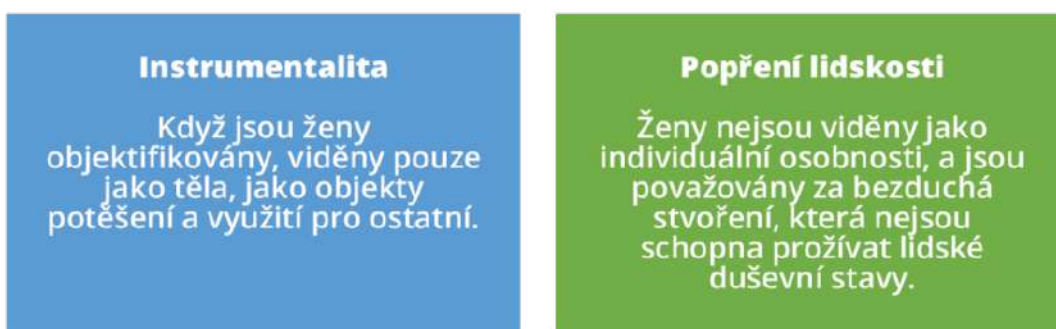 Instrumentalita
Když jsou ženy
objektifikovány, viděny pouze
jako těla, jako objekty
potěšení a využití pro ostatní.
Popření lidskosti
Ženy nejsou viděny jako
individuální osobnosti, a jsou
považovány za bezduchá
stvoření, která nejsou
schopna prožívat lidské
duševní stavy.